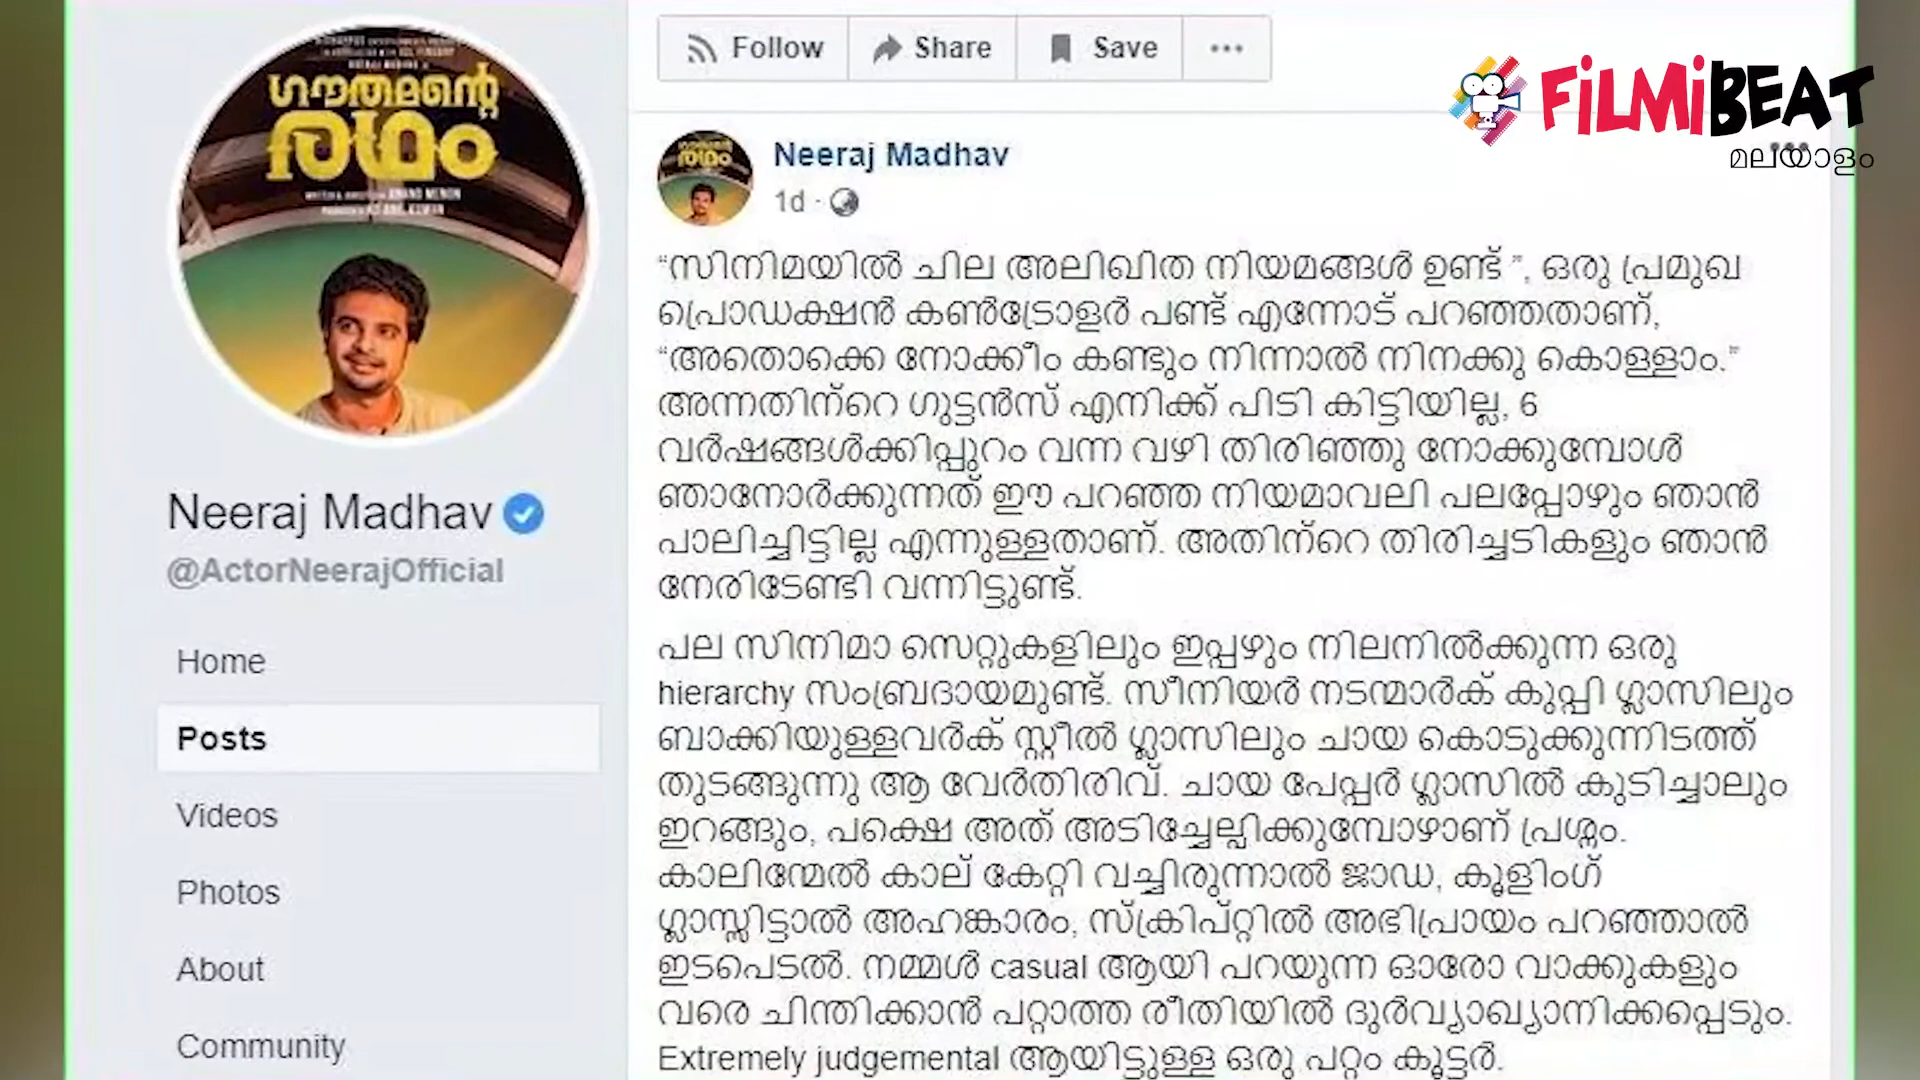 ഗൗതമന്റെ
രഥം
Neeraj Madhav
@ActorNeerajOfficial
Home
Posts
Videos
Photos
About
Community
Follow
Share
Save
FiLMiBEAT
മലയാളം
Neeraj Madhav
1d ·
“സിനിമയിൽ ചില അലിഖിത നിയമങ്ങൾ ഉണ്ട് ”, ഒരു പ്രമുഖ
പ്രൊഡക്ഷൻ കൺട്രോളർ പണ്ട് എന്നോട് പറഞ്ഞതാണ്,
“അതൊക്കെ നോക്കീം കണ്ടും നിന്നാൽ നിനക്കു കൊള്ളാം.”
അന്നതിന്റെ ഗുട്ടൻസ് എനിക്ക് പിടി കിട്ടിയില്ല, 6
വർഷങ്ങൾക്കിപ്പുറം വന്ന വഴി തിരിഞ്ഞു നോക്കുമ്പോൾ
ഞാനോർക്കുന്നത് ഈ പറഞ്ഞ നിയമാവലി പലപ്പോഴും ഞാൻ
പാലിച്ചിട്ടില്ല എന്നുള്ളതാണ്. അതിന്റെ തിരിച്ചടികളും ഞാൻ
നേരിടേണ്ടി വന്നിട്ടുണ്ട്.
പല സിനിമാ സെറ്റുകളിലും ഇപ്പഴും നിലനിൽക്കുന്ന ഒരു
hierarchy സംബ്രദായമുണ്ട്. സീനിയർ നടന്മാർക് കുപ്പി ഗ്ലാസിലും
ബാക്കിയുള്ളവർക് സ്റ്റീൽ ഗ്ലാസിലും ചായ കൊടുക്കുന്നിടത്ത്
തുടങ്ങുന്നു ആ വേർതിരിവ്. ചായ പേപ്പർ ഗ്ലാസിൽ കുടിച്ചാലും
ഇറങ്ങും, പക്ഷെ അത് അടിച്ചേല്പിക്കുമ്പോഴാണ് പ്രശ്നം.
കാലിന്മേൽ കാല് കേറ്റി വച്ചിരുന്നാൽ ജാഡ, കൂളിംഗ്
ഗ്ലാസ്സിട്ടാൽ അഹങ്കാരം, സ്ക്രിപ്റ്റിൽ അഭിപ്രായം പറഞ്ഞാൽ
ഇടപെടൽ. നമ്മൾ casual ആയി പറയുന്ന ഓരോ വാക്കുകളും
വരെ ചിന്തിക്കാൻ പറ്റാത്ത രീതിയിൽ ദുർവ്യാഖ്യാനിക്കപ്പെടും.
Extremely judgemental ആയിട്ടുള്ള ഒരു പറ്റം കൂട്ടർ.